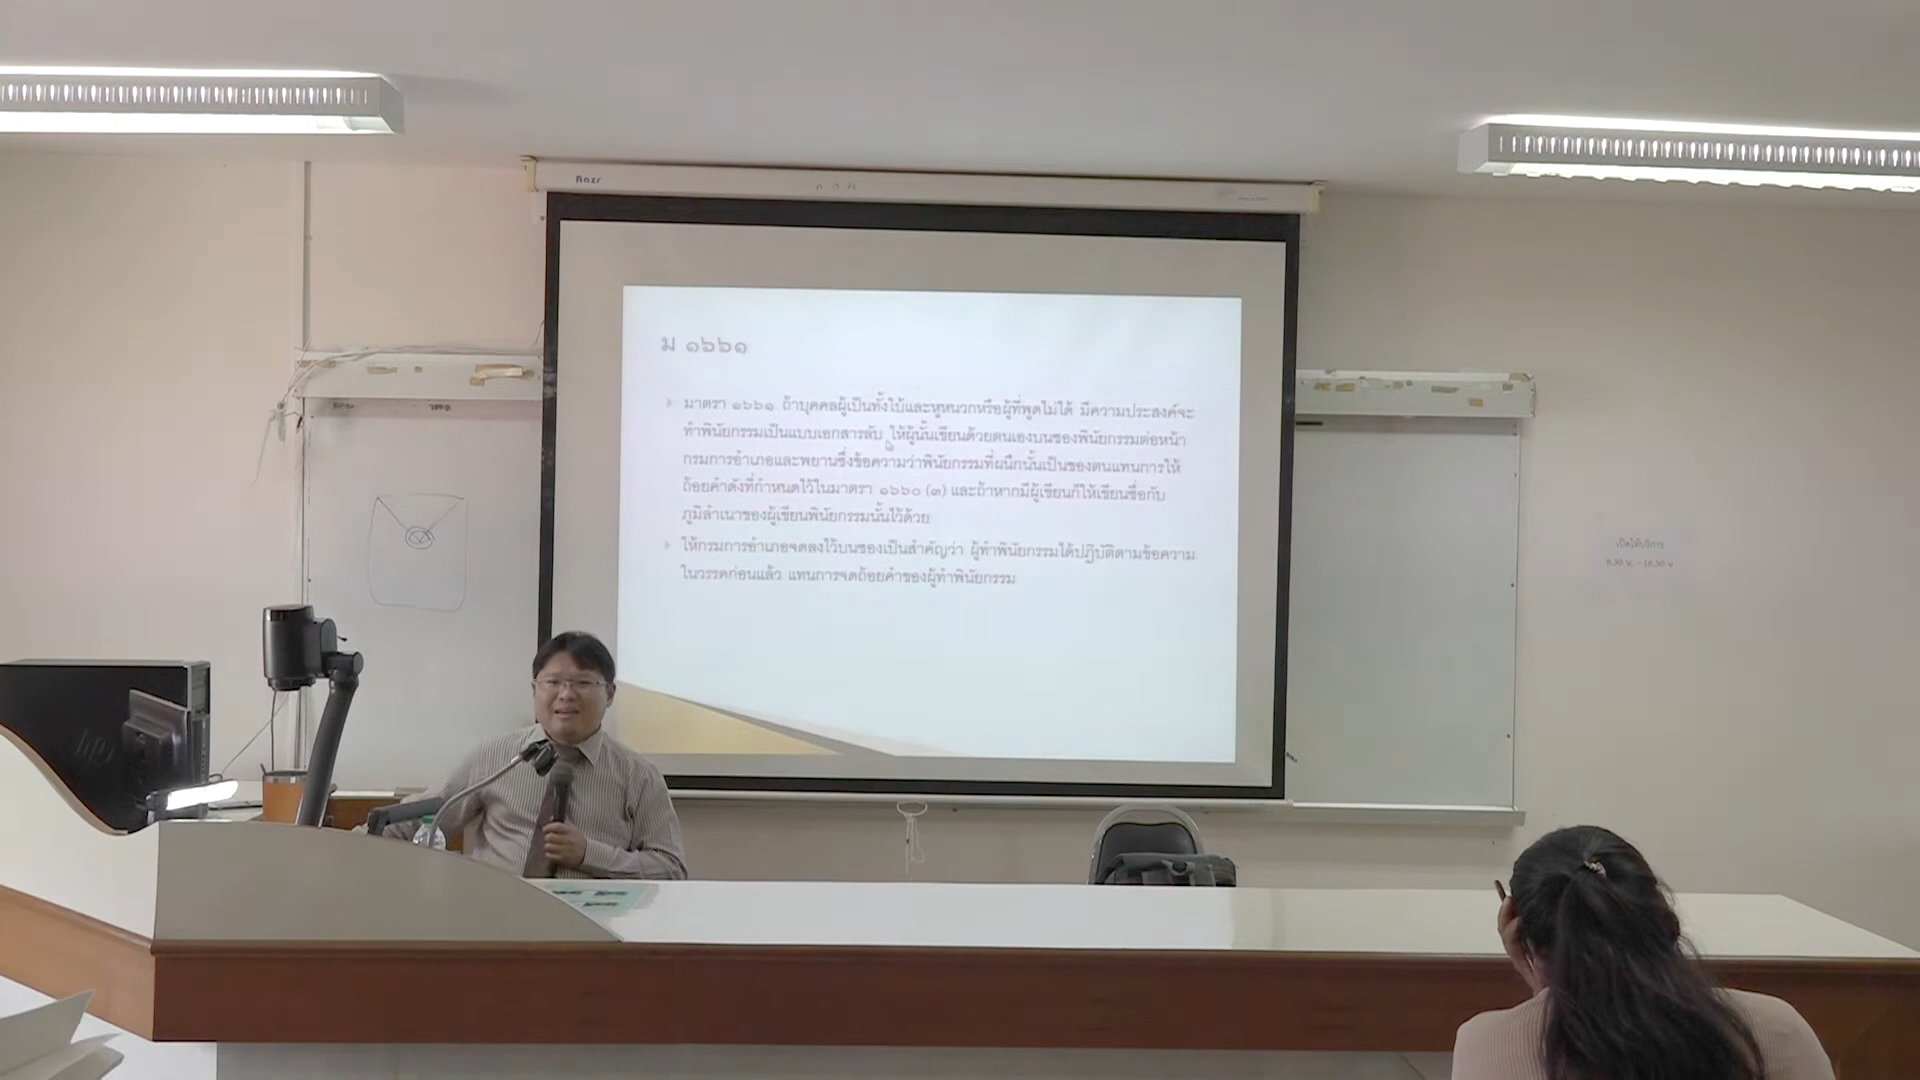 ม ๑๖๖๑
มาตรา ๑๖๖๑ ถ้าบุคคลผู้เป็นทั้งใบ้และหูหนวกหรือผู้ที่พูดไม่ได้ มีความประสงค์จะ
ทำพินัยกรรมเป็นแบบเอกสารลับ ให้ผู้นั้นเขียนด้วยตนเองบนซองพินัยกรรมต่อหน้า
กรมการอำเภอและพยานซึ่งข้อความว่าพินัยกรรมที่ผนึกนั้นเป็นของตนแทนการให้
ถ้อยคำดังที่กำหนดไว้ในมาตรา ๑๖๖๐ (๓) และถ้าหากมีผู้เขียนก็ให้เขียนชื่อกับ
ภูมิลำเนาของผู้เขียนพินัยกรรมนั้นไว้ด้วย
ให้กรมการอำเภอจดลงไว้บนซองเป็นสำคัญว่า ผู้ทำพินัยกรรมได้ปฏิบัติตามข้อความ
ในวรรคก่อนแล้ว แทนการจดถ้อยคำของผู้ทำพินัยกรรม
เปิดให้บริการ
8.30 น. - 16.30 น
hp